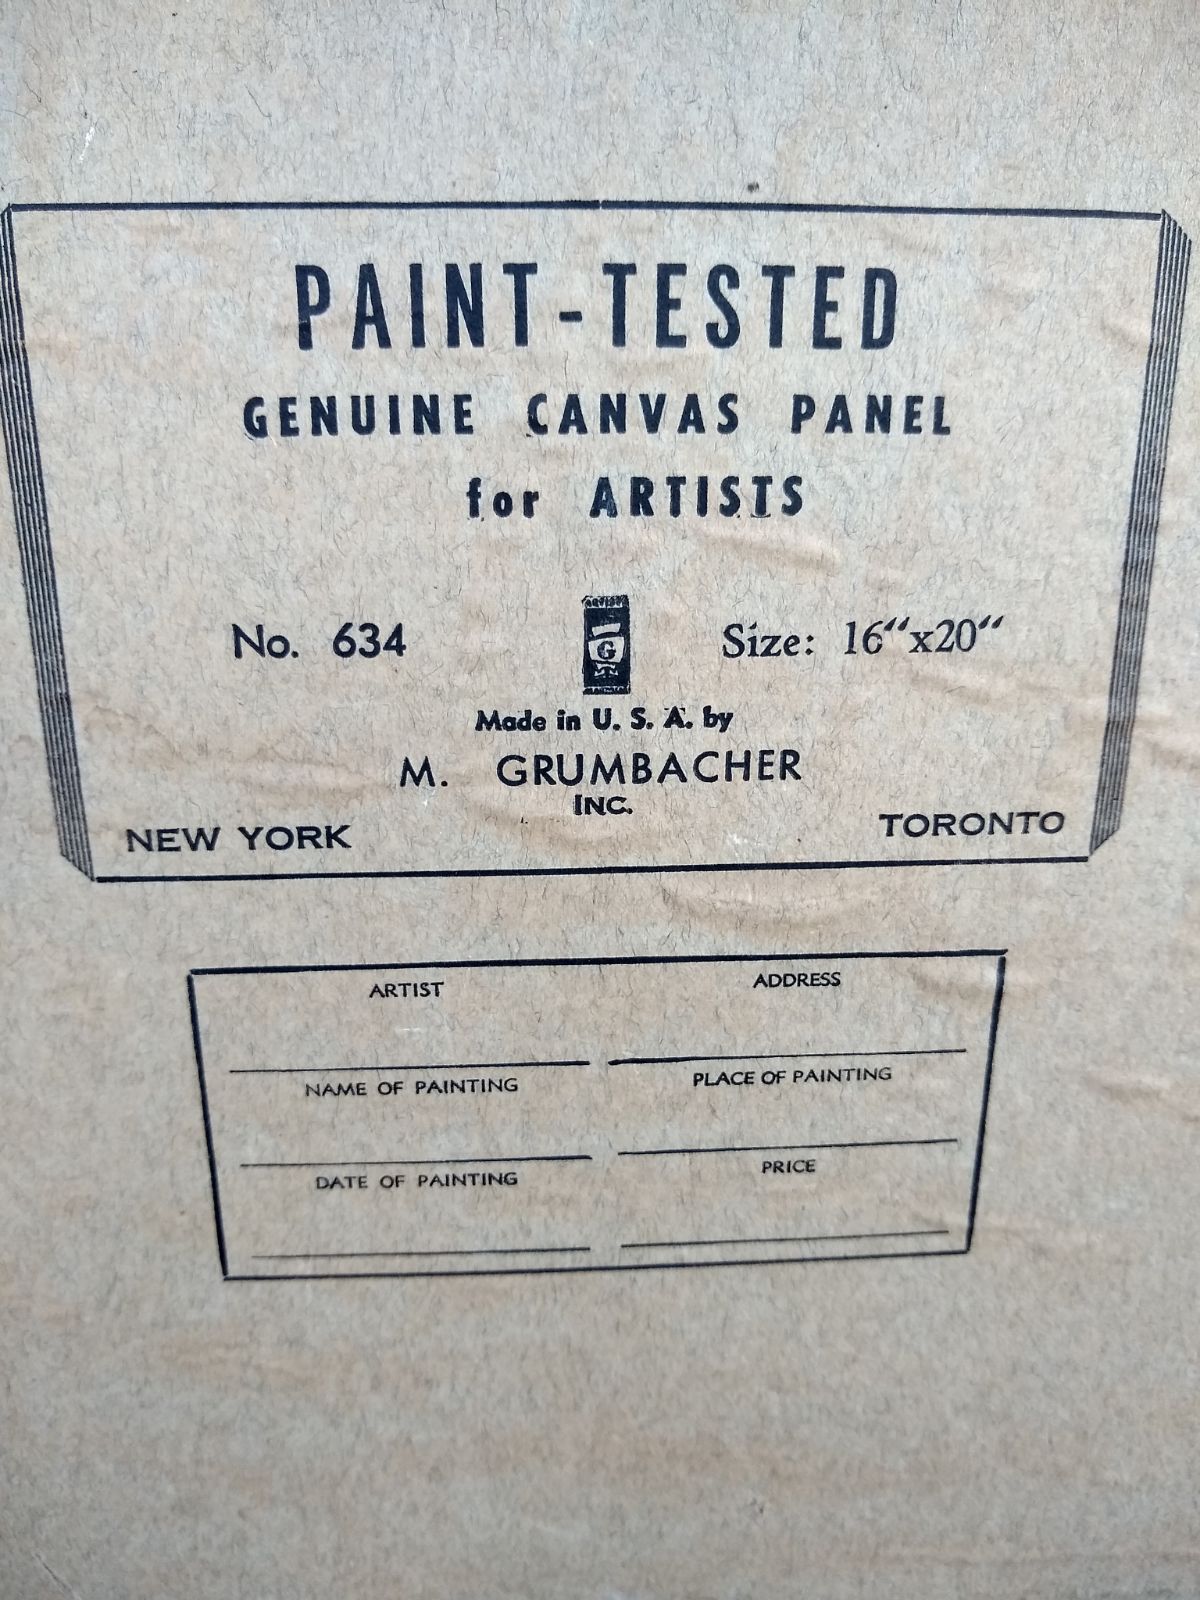 PAINT-TESTED
GENUINE CANVAS PANEL
for ARTISTS
No. 634 G Size: 16“x20“
Made in U. S. A. by
M. GRUMBACHER
INC.
NEW YORK TORONTO
ARTIST ADDRESS
NAME OF PAINTING PLACE OF PAINTING
DATE OF PAINTING PRICE